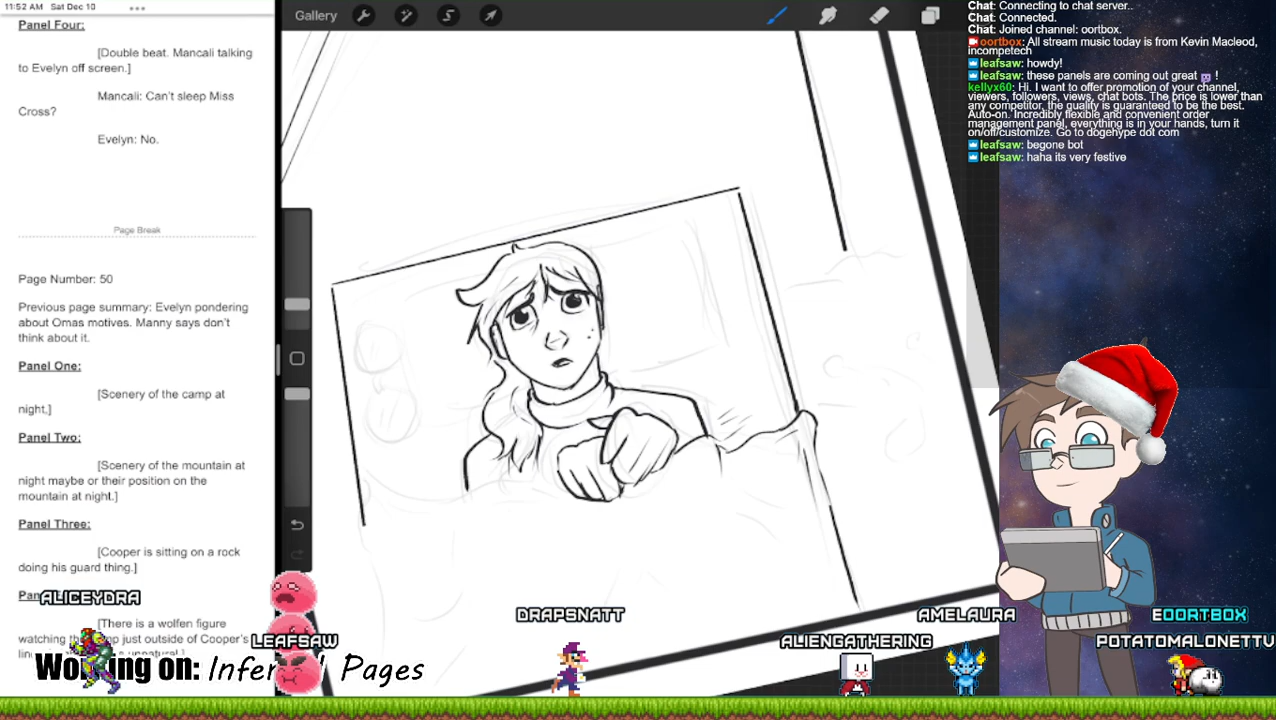 11:52 AM Sat Dec 10
Panel Four:
[Double beat. Mancali talking
to Evelyn off screen.]
Mancali: Can't sleep Miss
Cross?
Evelyn: No.
Page Break
Page Number: 50
Previous page summary: Evelyn pondering
about Omas motives. Manny says don't
think about it.
Panel One:
[Scenery of the camp at
night.]
Panel Two:
[Scenery of the mountain at
night maybe or their position on the
mountain at night.]
Panel Three:
[Cooper is sitting on a rock
doing his guard thing.]
[There is a wolfen figure
watching
just outside of Cooper's
Gallery
Chat: Connecting to chat server..
Chat: Connected.
Chat: Joined channel: oortbox.
oortbox: All stream music today is from Kevin Macleod,
incompetech
leafsaw: howdy!
leafsaw: these panels are coming out great !
kellyx60: Hi. I want to offer promotion of your channel,
viewers, followers, views, chat bots. The price is lower than
any competitor, the quality is guaranteed to be the best.
Auto-on. Incredibly flexible and convenient order
management panel, everything is in your hands, turn it
on/off/customize. Go to dogehype dot com
leafsaw: begone bot
leafsaw: haha its very festive
ALICEYDRA
LEAFSAW
DRAPSNATT
AMELAURA
ALIENGATHERING
EOORTBOX
POTATOMALONETTV
Working on: Pages